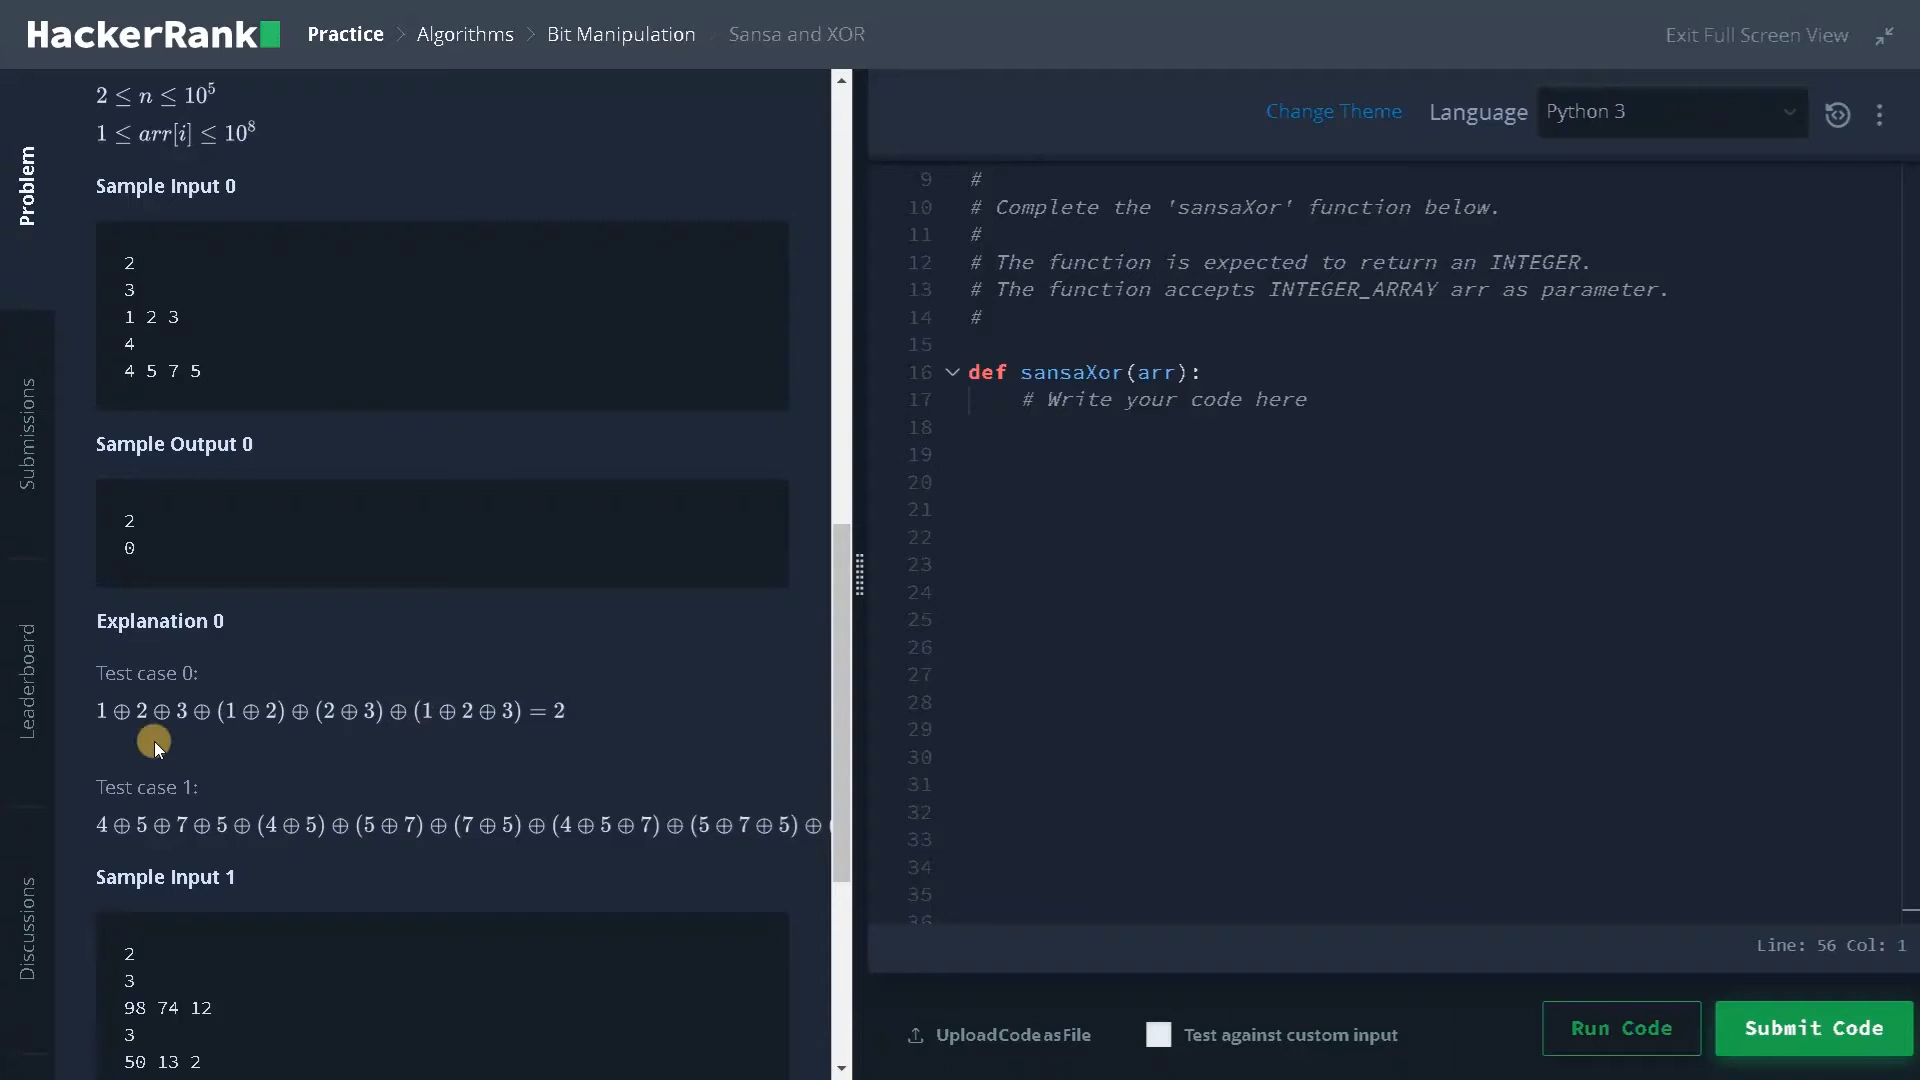 HackerRank Practice > Algorithms > Bit Manipulation > Sansa and XOR Exit Full Screen View
Problem
Submissions
Leaderboard
Discussions
2 ≤ n ≤ 10⁵
1 ≤ arr[i] ≤ 10⁸
Sample Input 0
2
3
1 2 3
4
4 5 7 5
Sample Output 0
2
0
Explanation 0
Test case 0:
1 ⊕ 2 ⊕ 3 ⊕ (1 ⊕ 2) ⊕ (2 ⊕ 3) ⊕ (1 ⊕ 2 ⊕ 3) = 2
Test case 1:
4 ⊕ 5 ⊕ 7 ⊕ 5 ⊕ (4 ⊕ 5) ⊕ (5 ⊕ 7) ⊕ (7 ⊕ 5) ⊕ (4 ⊕ 5 ⊕ 7) ⊕ (5 ⊕ 7 ⊕ 5) ⊕ (
Sample Input 1
2
3
98 74 12
3
50 13 2
Change Theme Language Python 3
9 #
10 # Complete the 'sansaXor' function below.
11 #
12 # The function is expected to return an INTEGER.
13 # The function accepts INTEGER_ARRAY arr as parameter.
14 #
15
16 def sansaXor(arr):
17 # Write your code here
18
19
20
21
22
23
24
25
26
27
28
29
30
31
32
33
34
35
36
Line: 56 Col: 1
Upload Code as File Test against custom input Run Code Submit Code